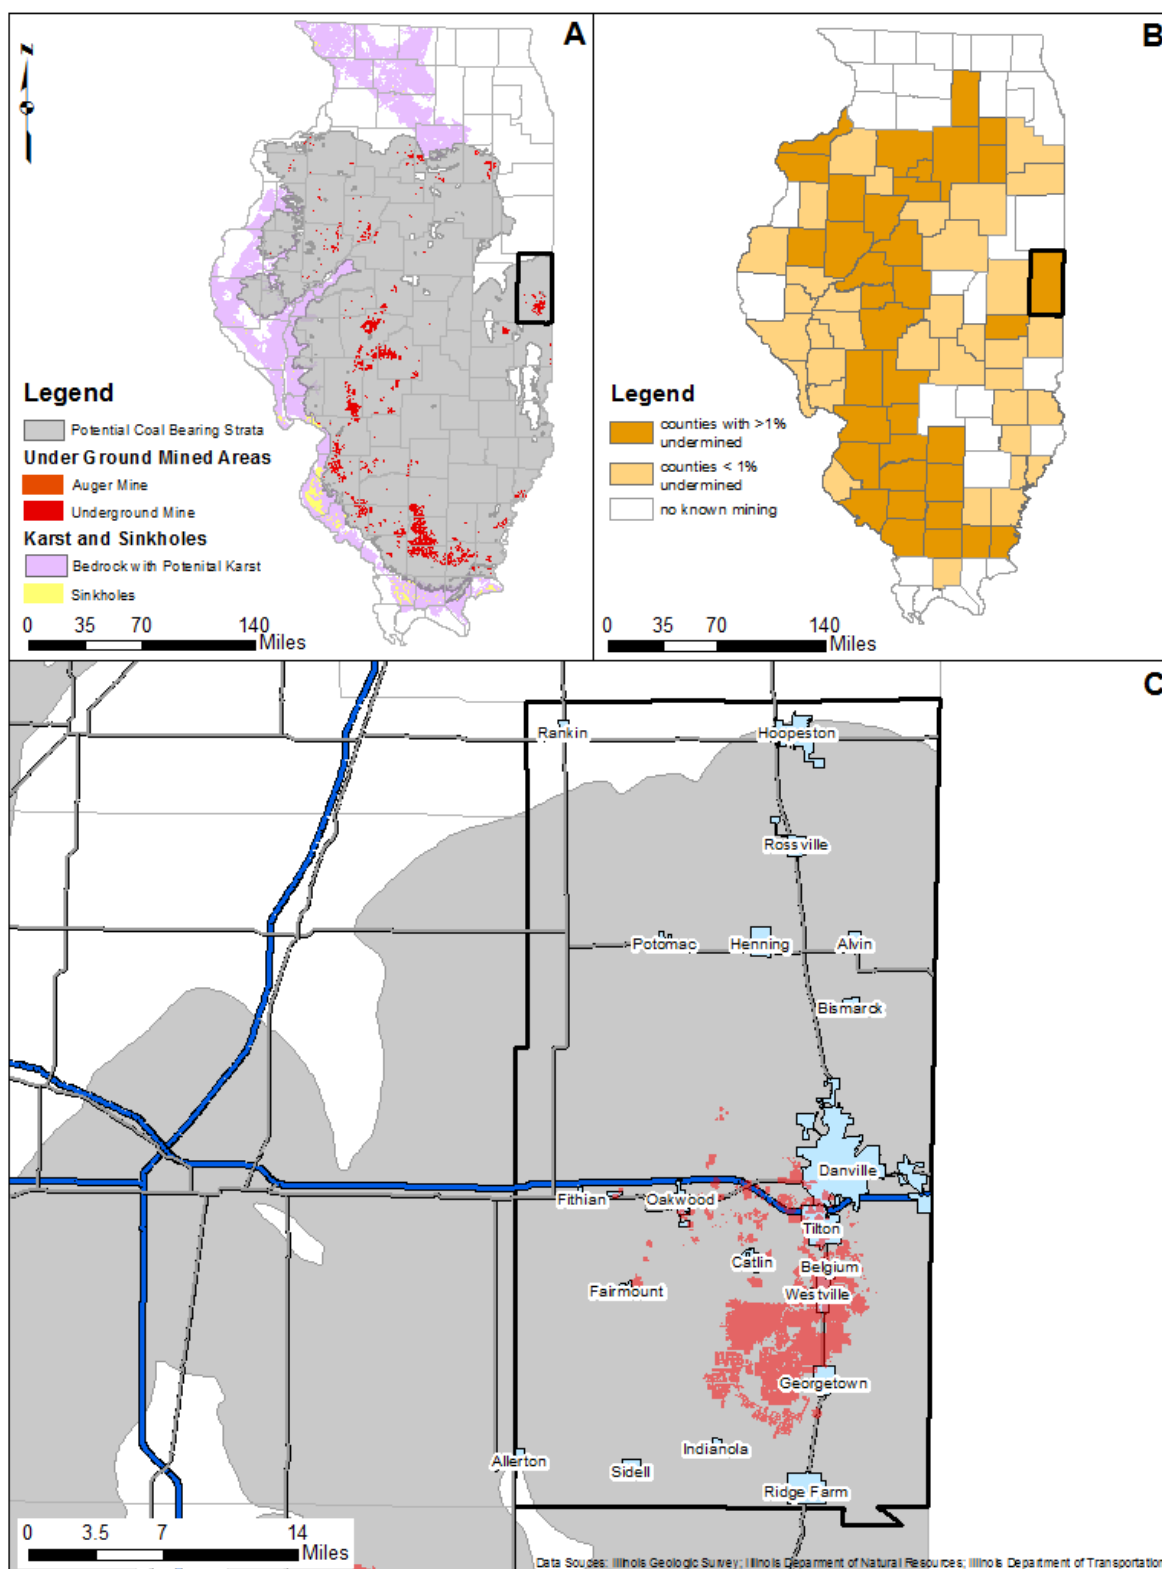 A
B
N
Legend
Potential Coal Bearing Strata
Under Ground Mined Areas
Auger Mine
Underground Mine
Karst and Sinkholes
Bedrock with Potenital Karst
Sinkholes
0 35 70 140
Miles
Legend
counties with >1%
undermined
counties < 1%
undermined
no known mining
0 35 70 140
Miles
C
Rankin
Hoopeston
Rossville
Potomac
Henning
Alvin
Bismarck
Danville
Fithian
Oakwood
Tilton
Catlin
Belgium
Fairmount
Westville
Georgetown
Indianola
Allerton
Sidell
Ridge Farm
0 3.5 7 14
Miles
Data Souces: Illinois Geologic Survey; Illinois Deparment of Natural Resources; Illinois Department of Transportation